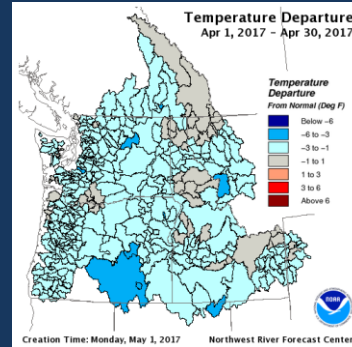 Temperature Departure
Apr 1, 2017 – Apr 30, 2017
Temperature
Departure
From Normal (Deg F)
Below –6
–6 to –3
–3 to –1
–1 to 1
1 to 3
3 to 6
Above 6
NOAA
Creation Time: Monday, May 1, 2017
Northwest River Forecast Center